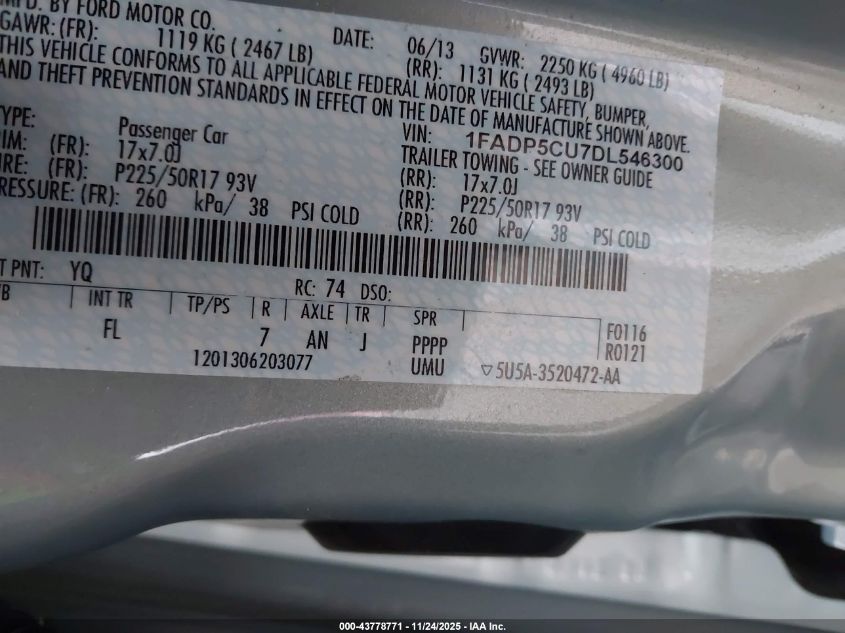 MFD. BY FORD MOTOR CO.
GAWR: (FR): 1119 KG ( 2467 LB) DATE: 06/13 GVWR: 2250 KG ( 4960 LB)
(RR): 1131 KG ( 2493 LB)
THIS VEHICLE CONFORMS TO ALL APPLICABLE FEDERAL MOTOR VEHICLE SAFETY, BUMPER,
AND THEFT PREVENTION STANDARDS IN EFFECT ON THE DATE OF MANUFACTURE SHOWN ABOVE.
VIN: 1FADP5CU7DL546300
TYPE: Passenger Car TRAILER TOWING - SEE OWNER GUIDE
RIM: (FR): 17x7.0J (RR): 17x7.0J
(FR): P225/50R17 93V (RR): P225/50R17 93V
PRESSURE: (FR): 260 kPa/ 38 PSI COLD (RR): 260 kPa/ 38 PSI COLD
T PNT: YQ RC: 74 DSO:
INT TR TP/PS R AXLE TR SPR
FL 7 AN J PPPP
UMU
F0116
R0121
1201306203077
▽5U5A-3520472-AA
000-43778771 - 11/24/2025 - IAA Inc.